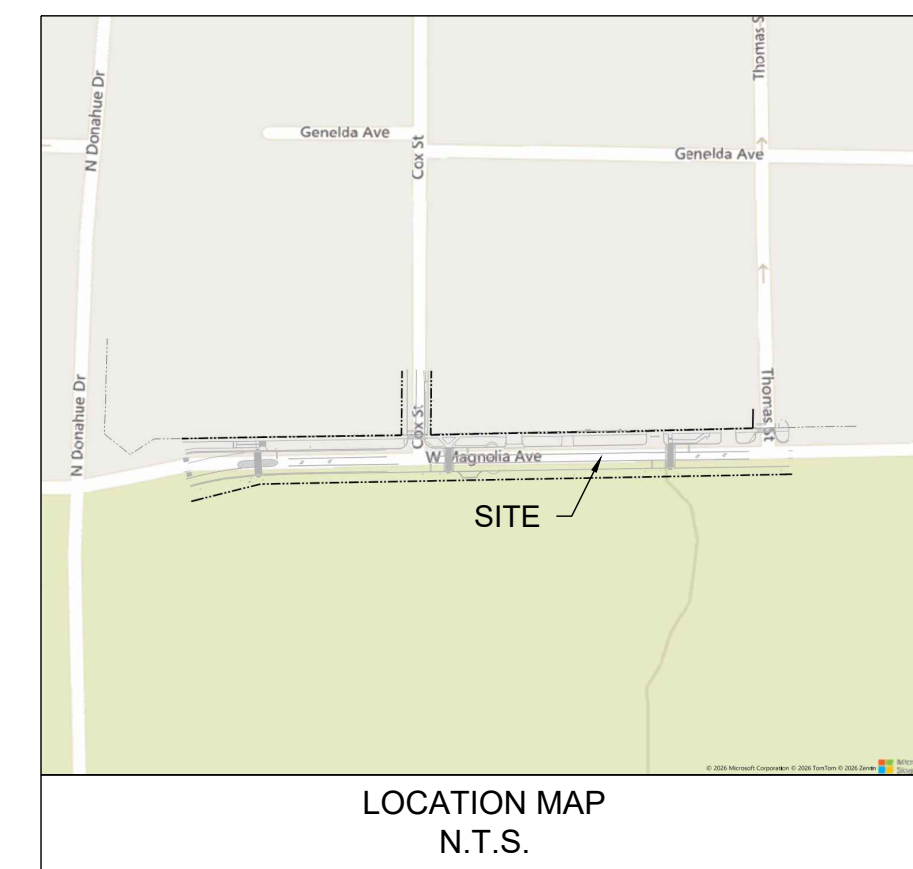 Thomas S
N Donahue Dr
Genelda Ave
Cox St
Genelda Ave
N Donahue Dr
Cox St
Thomas St
W Magnolia Ave
SITE
© 2026 Microsoft Corporation © 2026 TomTom © 2026 Zenrin
LOCATION MAP
N.T.S.